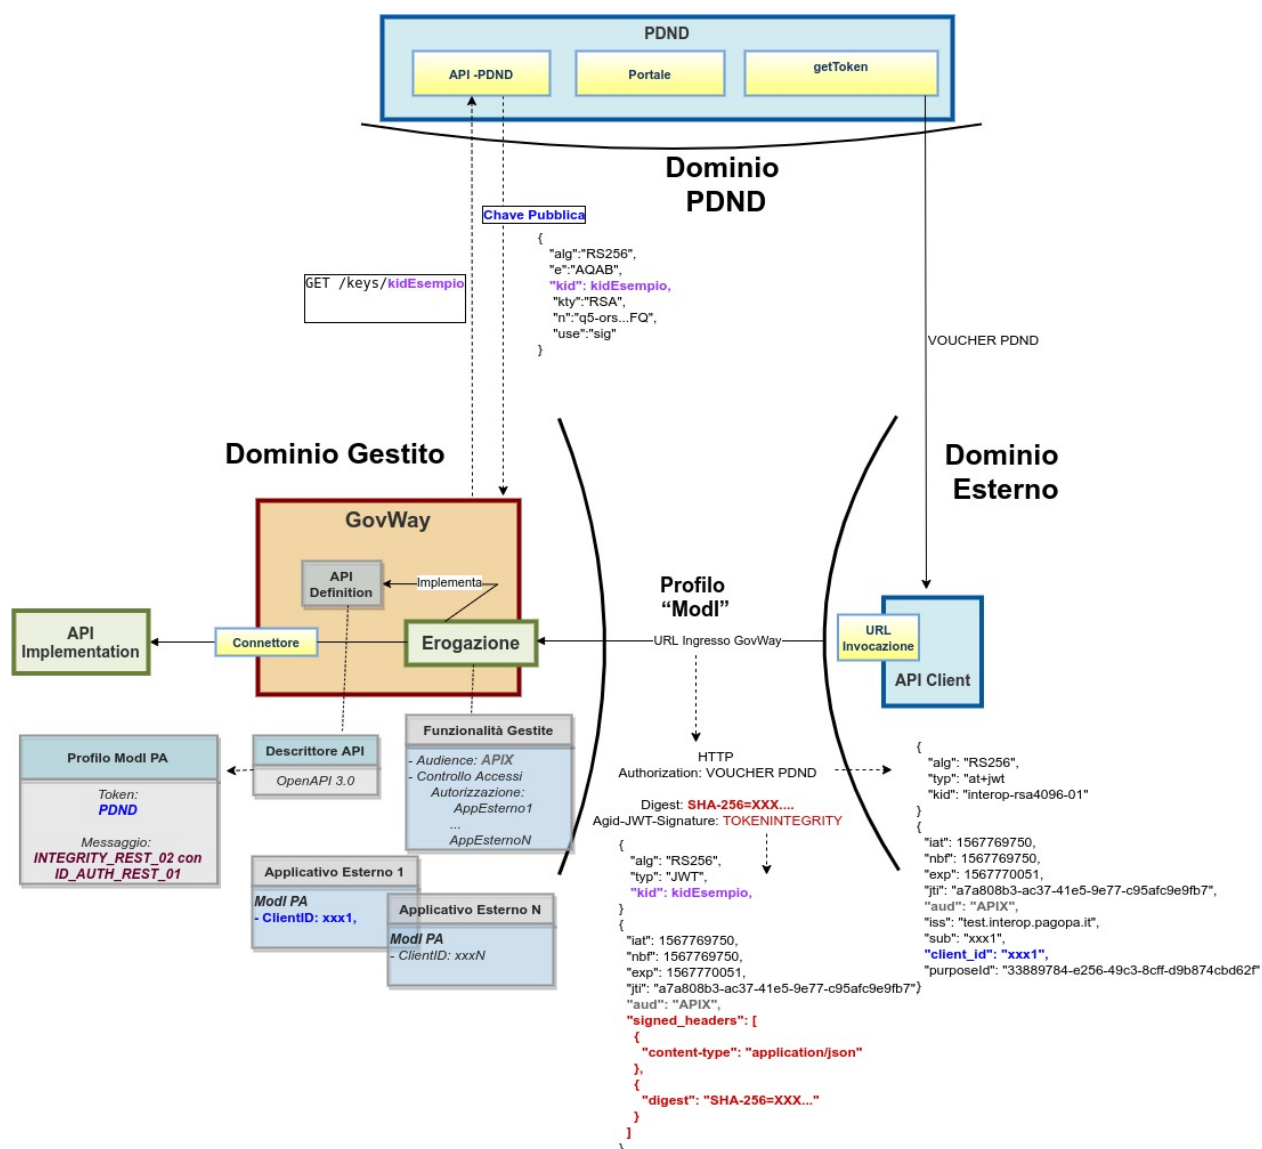 PDND
API -PDND
Portale
getToken
Dominio
PDND
Chave Pubblica
{
"alg":"RS256",
"e":"AQAB",
"kid": kidEsempio,
"kty":"RSA",
"n":"q5-ors...FQ",
"use":"sig"
}
GET /keys/kidEsempio
VOUCHER PDND
Dominio Gestito
Dominio
Esterno
GovWay
API
Definition
Implementa
API
Implementation
Connettore
Erogazione
Profilo
“ModI”
URL Ingresso GovWay
URL
Invocazione
API Client
Profilo ModI PA
Token:
PDND
Messaggio:
INTEGRITY_REST_02 con
ID_AUTH_REST_01
Descrittore API
OpenAPI 3.0
Funzionalità Gestite
- Audience: APIX
- Controllo Accessi
Autorizzazione:
AppEsterno1
...
AppEsternoN
Applicativo Esterno 1
ModI PA
- ClientID: xxx1,
Applicativo Esterno N
ModI PA
- ClientID: xxxN
HTTP
Authorization: VOUCHER PDND
Digest: SHA-256=XXX....
Agid-JWT-Signature: TOKENINTEGRITY
{
"alg": "RS256",
"typ": "JWT",
"kid": kidEsempio,
}
{
"iat": 1567769750,
"nbf": 1567769750,
"exp": 1567770051,
"jti": "a7a808b3-ac37-41e5-9e77-c95afc9e9fb7"
"aud": "APIX",
"signed_headers": [
{
"content-type": "application/json"
},
{
"digest": "SHA-256=XXX..."
}
]
}
{
"alg": "RS256",
"typ": "at+jwt
"kid": "interop-rsa4096-01"
}
{
"iat": 1567769750,
"nbf": 1567769750,
"exp": 1567770051,
"jti": "a7a808b3-ac37-41e5-9e77-c95afc9e9fb7",
"aud": "APIX",
"iss": "test.interop.pagopa.it",
"sub": "xxx1",
"client_id": "xxx1",
"purposeId": "33889784-e256-49c3-8cff-d9b874cbd62f"
}